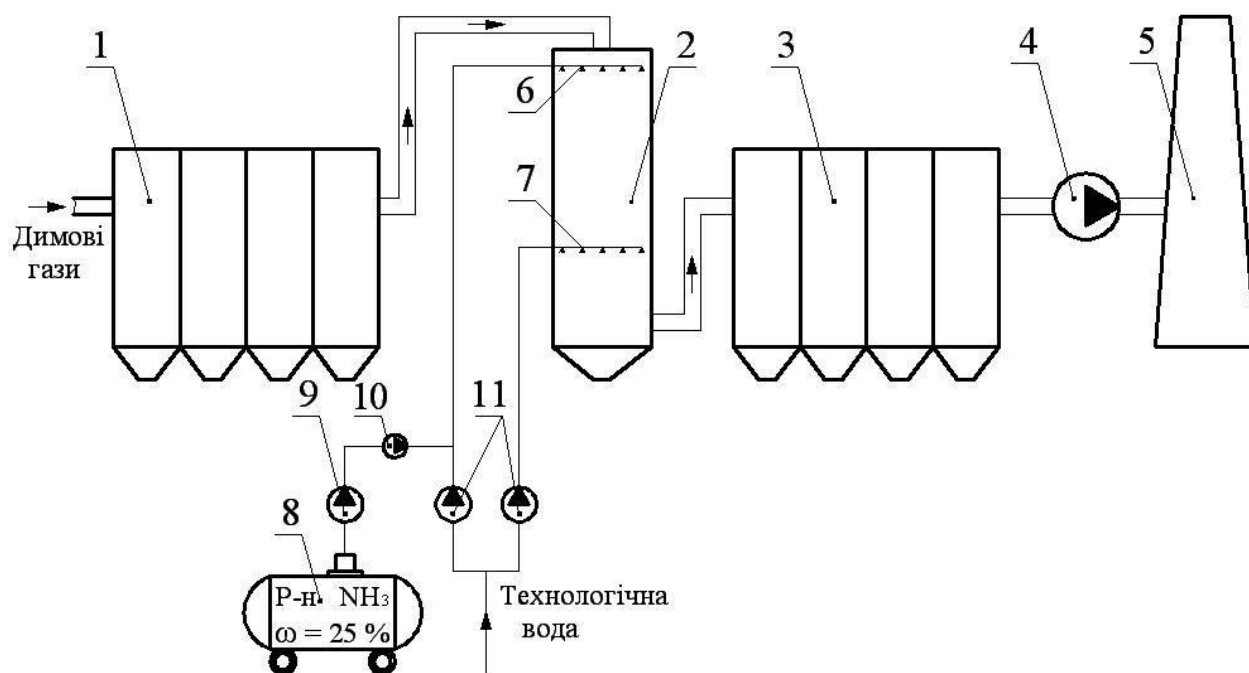 1
2
3
4
5
6
7
Димові
гази
8
9
10
11
Р-н NH₃
ω = 25 %
Технологічна
вода